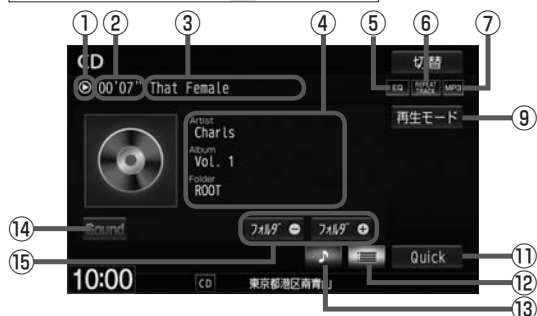 ① ② ③ ④ ⑤ ⑥ ⑦
CD 切替
00'07" That Female EQ REPEAT TRACK MP3
再生モード ⑨
Artist
Charls
Album
Vol. 1
Folder
ROOT
⑭ Sound
フォルダ フォルダ
⑮
Quick ⑪
⑫
10:00 CD 東京都港区南青山
⑬